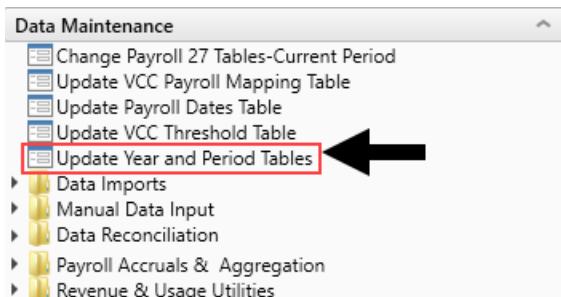 Data Maintenance
Change Payroll 27 Tables-Current Period
Update VCC Payroll Mapping Table
Update Payroll Dates Table
Update VCC Threshold Table
Update Year and Period Tables
Data Imports
Manual Data Input
Data Reconciliation
Payroll Accruals & Aggregation
Revenue & Usage Utilities